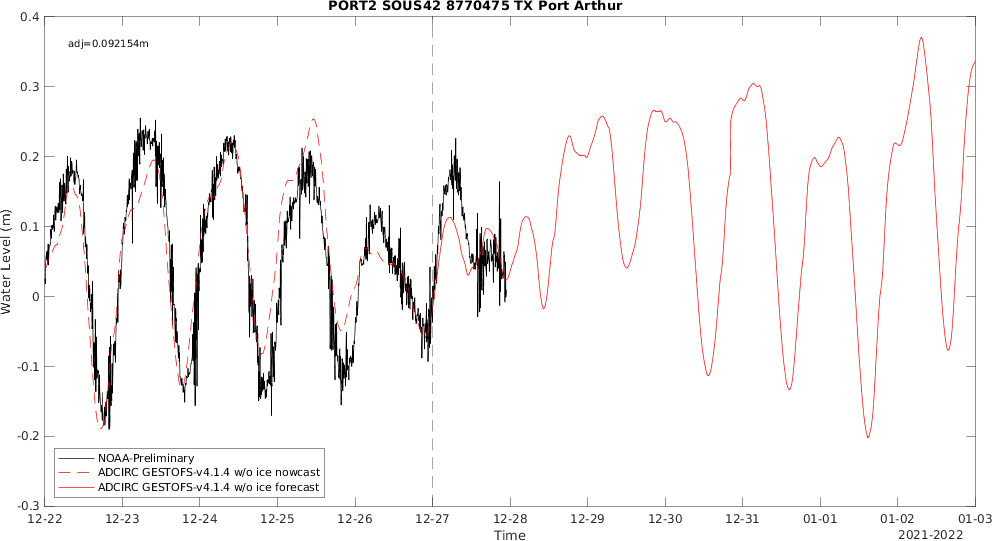 PORT2 SOUS42 8770475 TX Port Arthur
0.4
adj=0.092154m
0.3
0.2
0.1
0
-0.1
-0.2
-0.3
Water Level (m)
NOAA-Preliminary
ADCIRC GESTOFS-v4.1.4 w/o ice nowcast
ADCIRC GESTOFS-v4.1.4 w/o ice forecast
12-22 12-23 12-24 12-25 12-26 12-27 12-28 12-29 12-30 12-31 01-01 01-02 01-03
Time
2021-2022